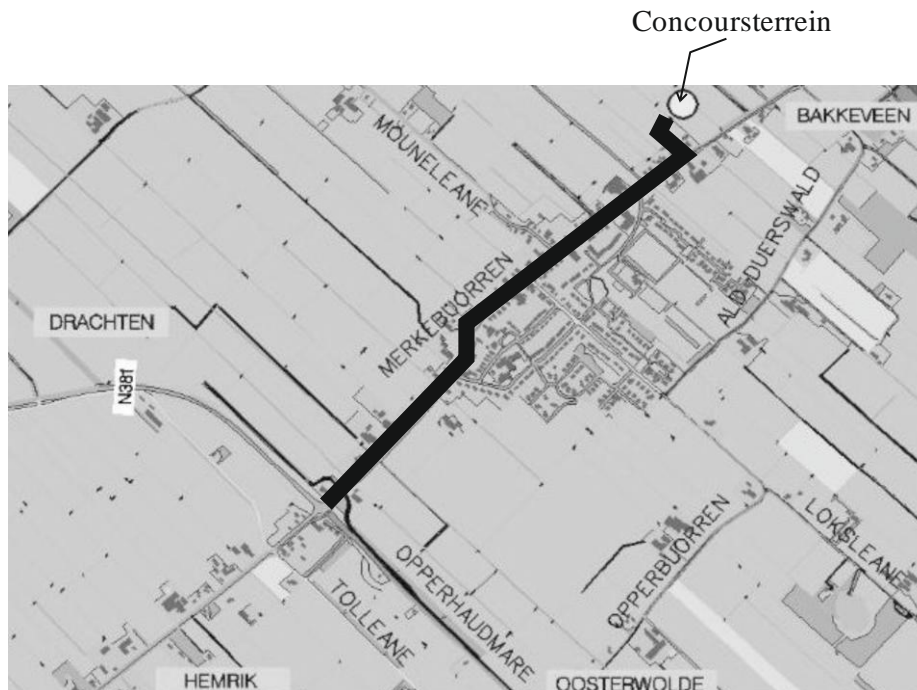 Concoursterrein
BAKKEVEEN
MOUNELEANE
ALD DUERSWALD
MERKEBUORREN
DRACHTEN
N381
LOKSLEANE
OPPERBUORREN
OPPERHAUDMARE
TOLLEANE
HEMRIK
OOSTERWOLDE